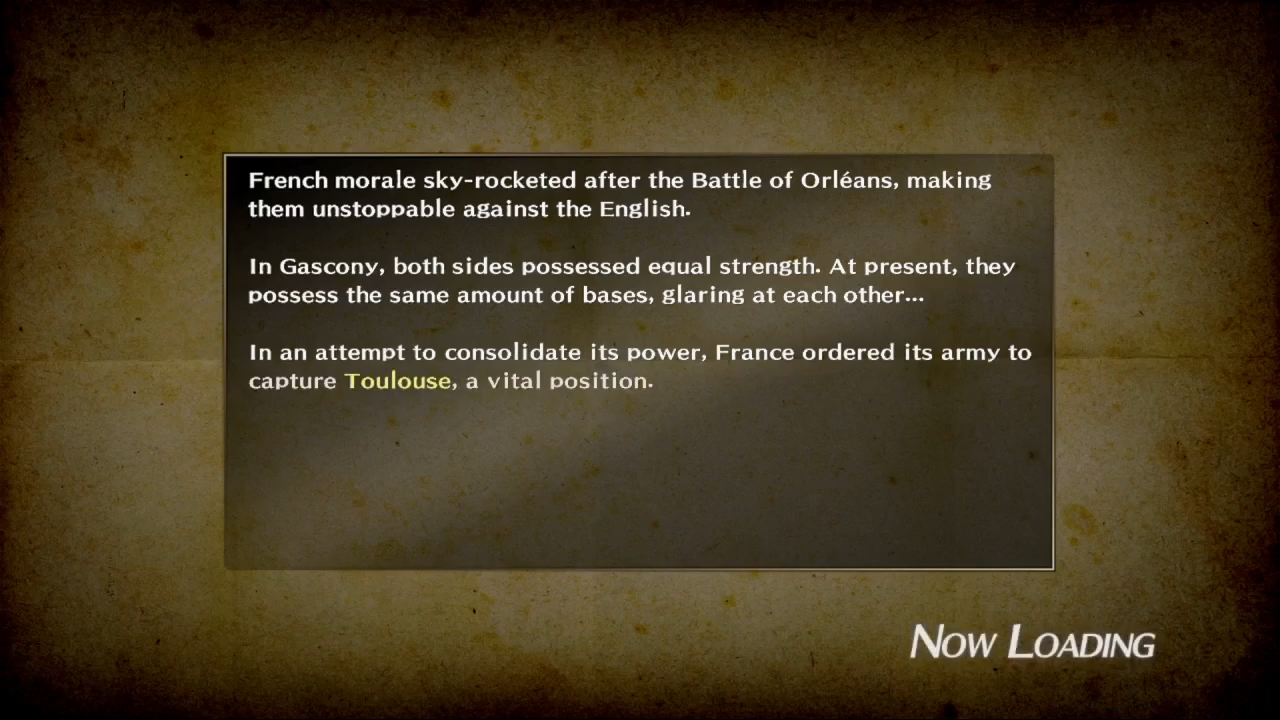 French morale sky-rocketed after the Battle of Orléans, making
them unstoppable against the English.
In Gascony, both sides possessed equal strength. At present, they
possess the same amount of bases, glaring at each other...
In an attempt to consolidate its power, France ordered its army to
capture Toulouse, a vital position.
Now Loading